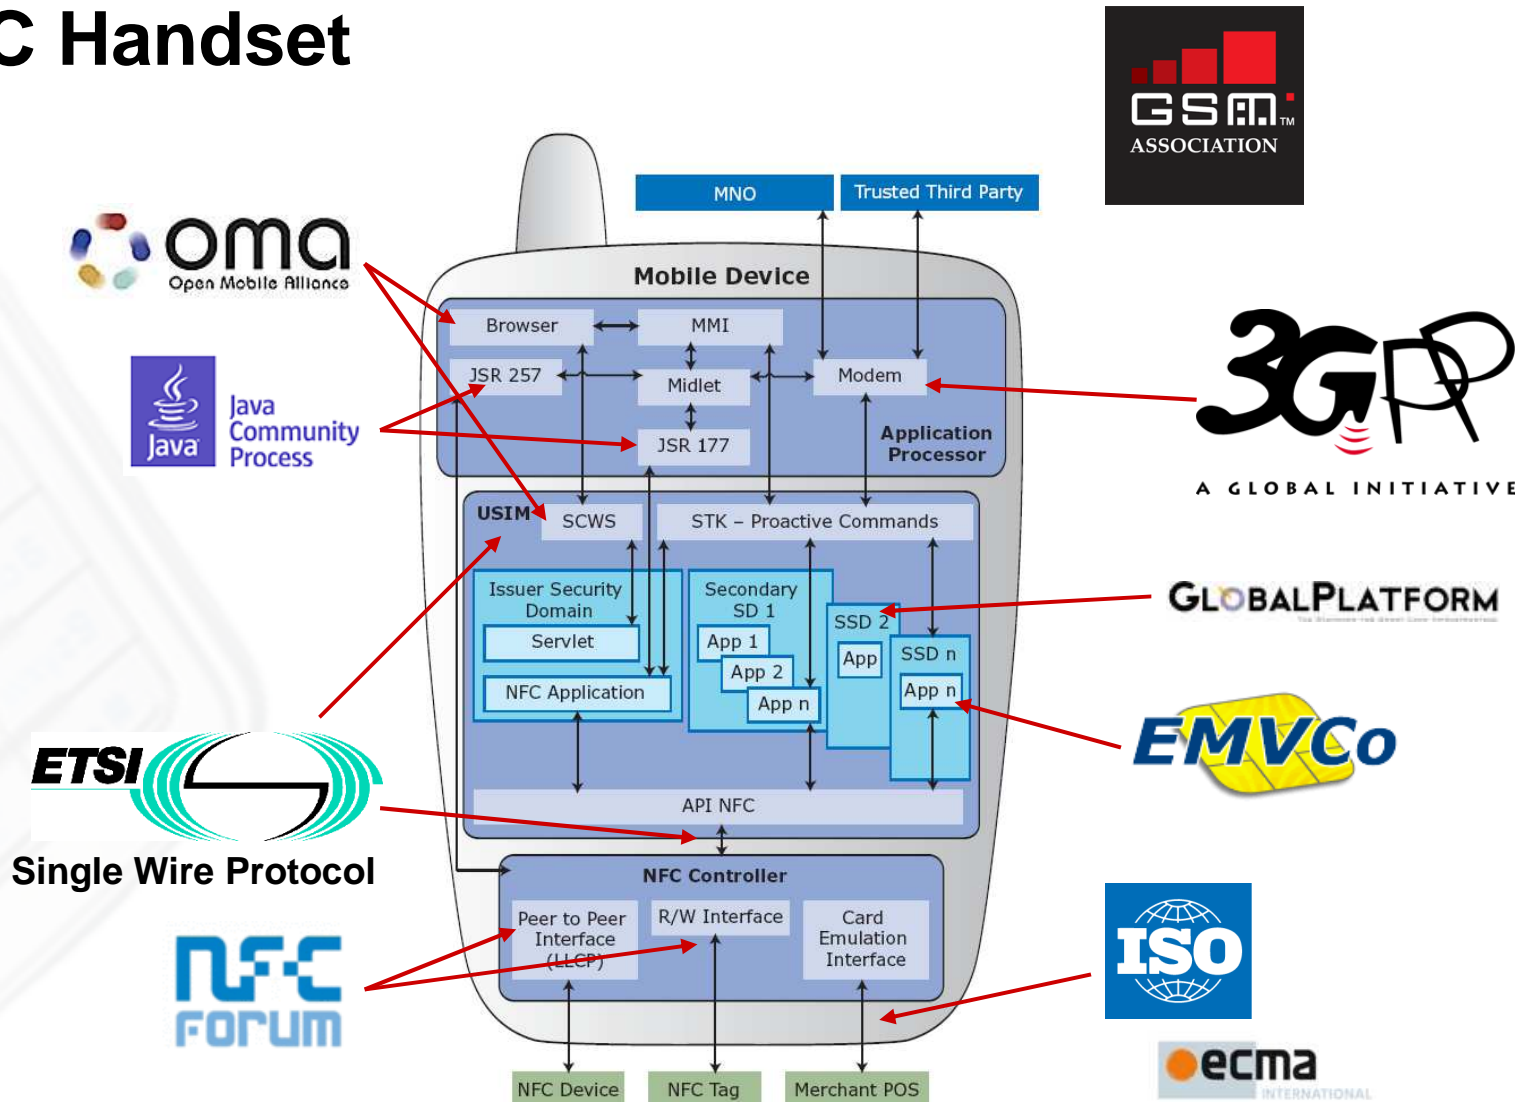 C Handset
GSM
TM
ASSOCIATION
MNO
Trusted Third Party
oma
Open Mobile Alliance
Mobile Device
Browser
MMI
JSR 257
Midlet
Modem
JSR 177
Application
Processor
Java
Java
Community
Process
3GPP
A GLOBAL INITIATIVE
USIM
SCWS
STK – Proactive Commands
Issuer Security
Domain
Servlet
NFC Application
Secondary
SD 1
App 1
App 2
App n
SSD 2
App
SSD n
App n
GLOBALPLATFORM
EMVCo
ETSI
Single Wire Protocol
API NFC
NFC Controller
Peer to Peer
Interface
(LLCP)
R/W Interface
Card
Emulation
Interface
NFC
Forum
ISO
ecma
INTERNATIONAL
NFC Device
NFC Tag
Merchant POS